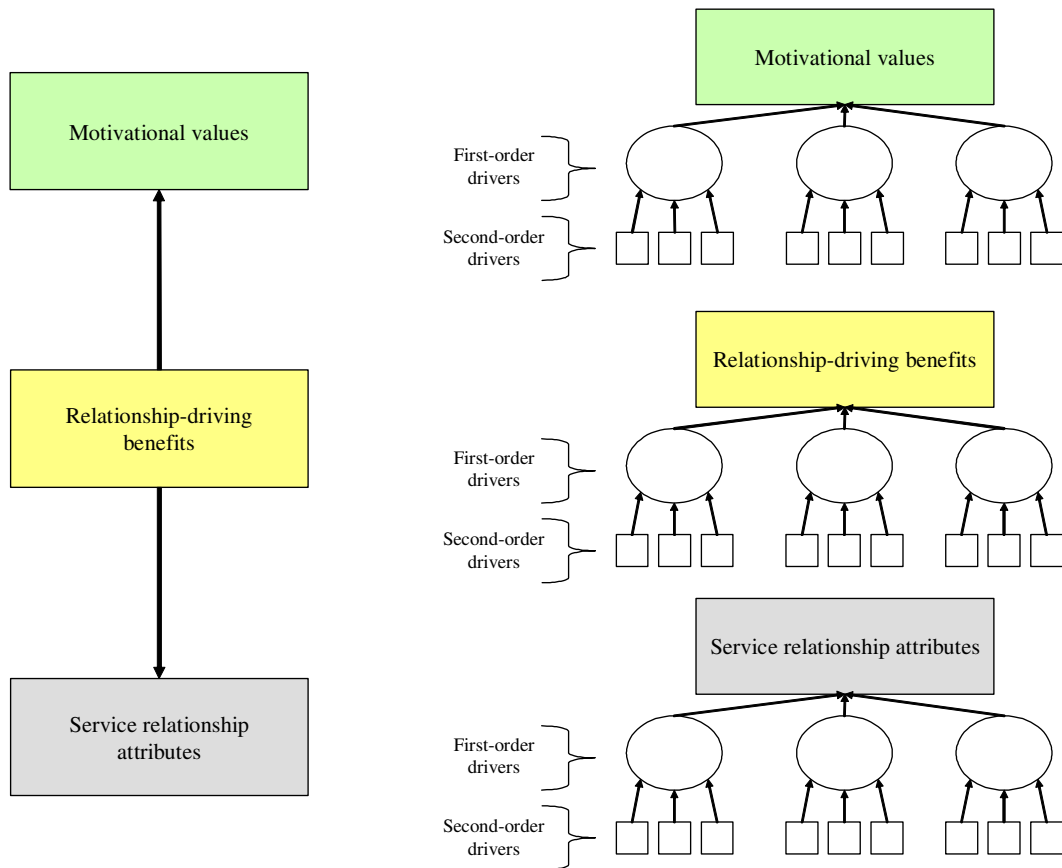 Motivational values
Relationship-driving
benefits
Service relationship
attributes
Motivational values
First-order
drivers
Second-order
drivers
Relationship-driving benefits
First-order
drivers
Second-order
drivers
Service relationship attributes
First-order
drivers
Second-order
drivers